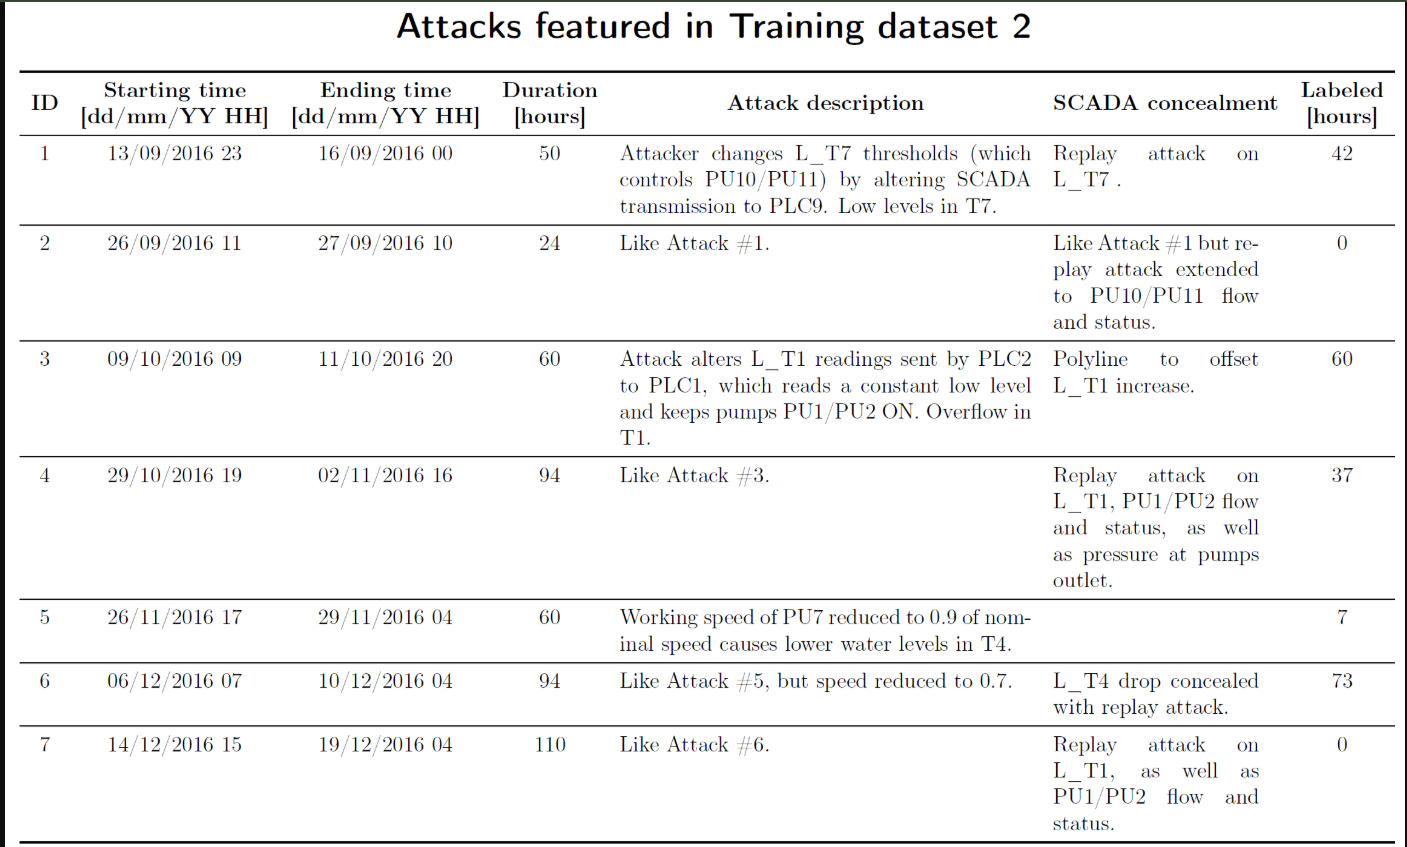 Attacks featured in Training dataset 2
ID
Starting time
[dd/mm/YY HH]
Ending time
[dd/mm/YY HH]
Duration
[hours]
Attack description
SCADA concealment
Labeled
[hours]
1
13/09/2016 23
16/09/2016 00
50
Attacker changes L_T7 thresholds (which
controls PU10/PU11) by altering SCADA
transmission to PLC9. Low levels in T7.
Replay attack on
L_T7 .
42
2
26/09/2016 11
27/09/2016 10
24
Like Attack #1.
Like Attack #1 but re-
play attack extended
to PU10/PU11 flow
and status.
0
3
09/10/2016 09
11/10/2016 20
60
Attack alters L_T1 readings sent by PLC2
to PLC1, which reads a constant low level
and keeps pumps PU1/PU2 ON. Overflow in
T1.
Polyline to offset
L_T1 increase.
60
4
29/10/2016 19
02/11/2016 16
94
Like Attack #3.
Replay attack on
L_T1, PU1/PU2 flow
and status, as well
as pressure at pumps
outlet.
37
5
26/11/2016 17
29/11/2016 04
60
Working speed of PU7 reduced to 0.9 of nom-
inal speed causes lower water levels in T4.
7
6
06/12/2016 07
10/12/2016 04
94
Like Attack #5, but speed reduced to 0.7.
L_T4 drop concealed
with replay attack.
73
7
14/12/2016 15
19/12/2016 04
110
Like Attack #6.
Replay attack on
L_T1, as well as
PU1/PU2 flow and
status.
0